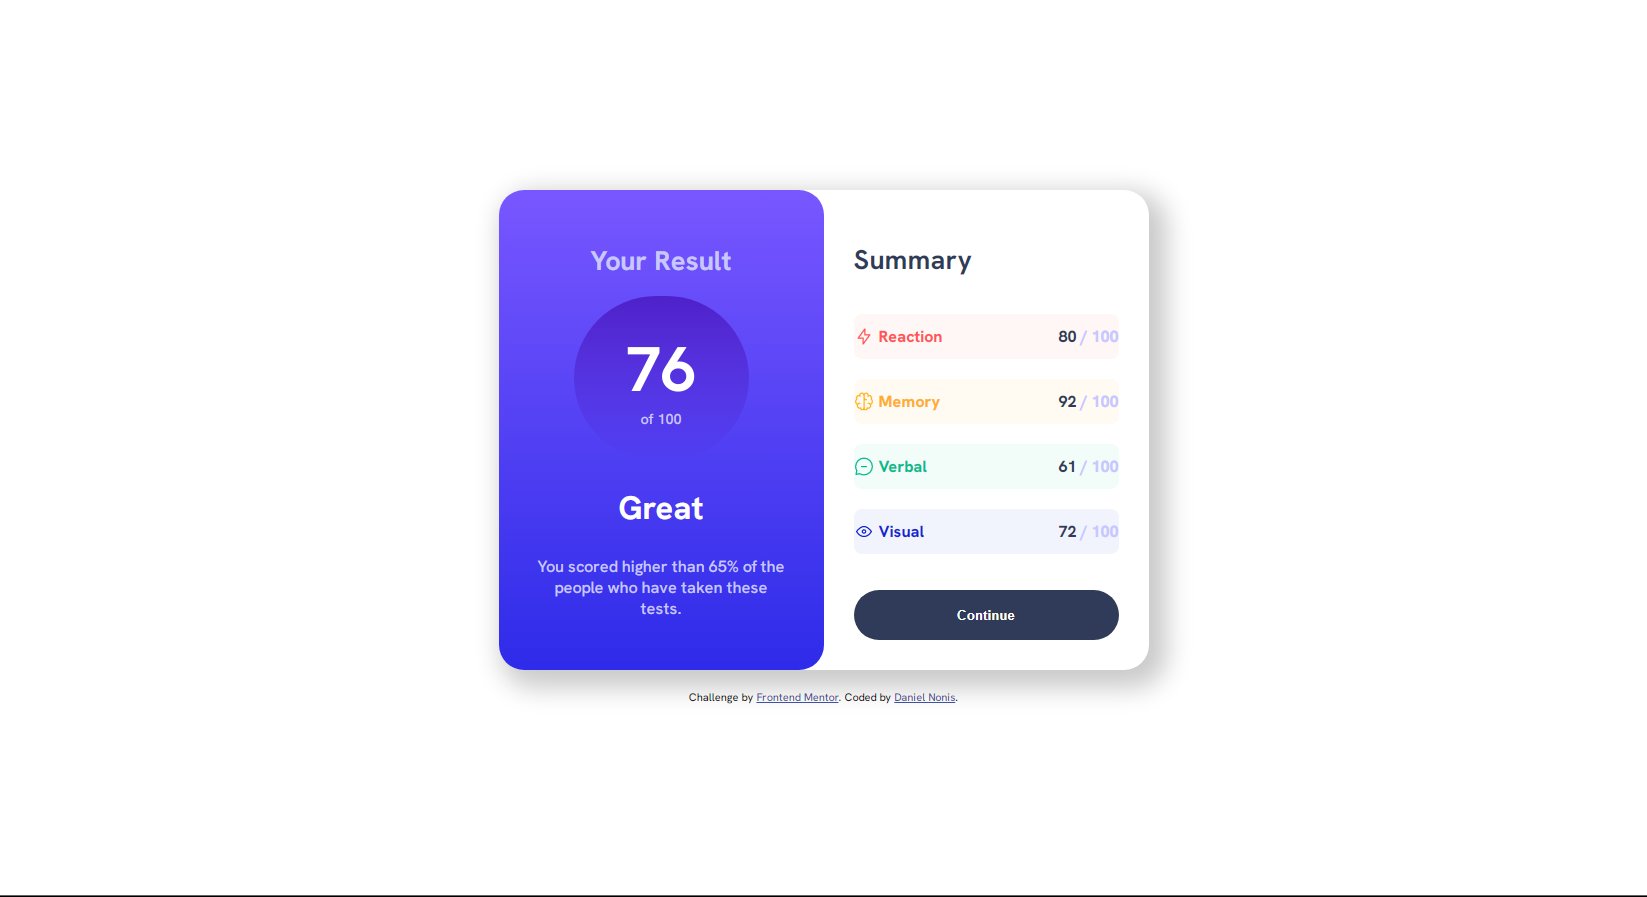 Your Result
76
of 100
Great
You scored higher than 65% of the
people who have taken these
tests.
Summary
Reaction 80 / 100
Memory 92 / 100
Verbal 61 / 100
Visual 72 / 100
Continue
Challenge by Frontend Mentor. Coded by Daniel Nonis.